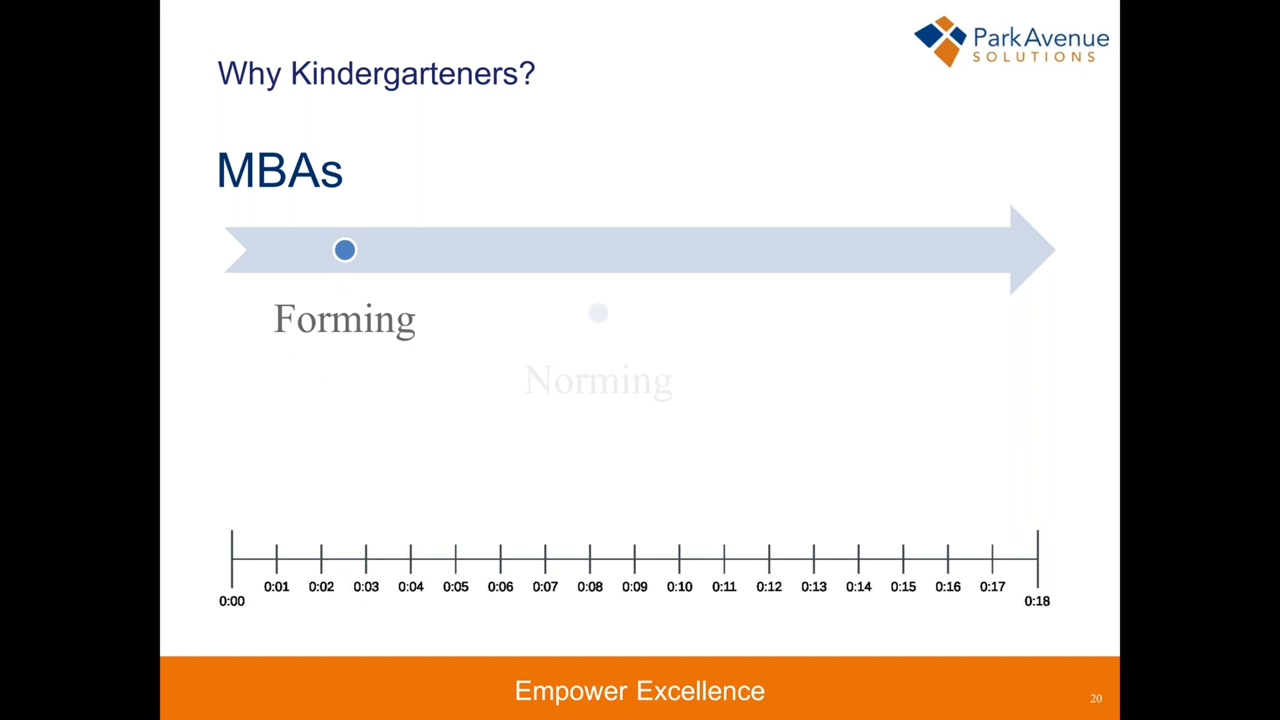 ParkAvenue
SOLUTIONS
Why Kindergarteners?
MBAs
Forming
Norming
0:00 0:01 0:02 0:03 0:04 0:05 0:06 0:07 0:08 0:09 0:10 0:11 0:12 0:13 0:14 0:15 0:16 0:17 0:18
Empower Excellence
20